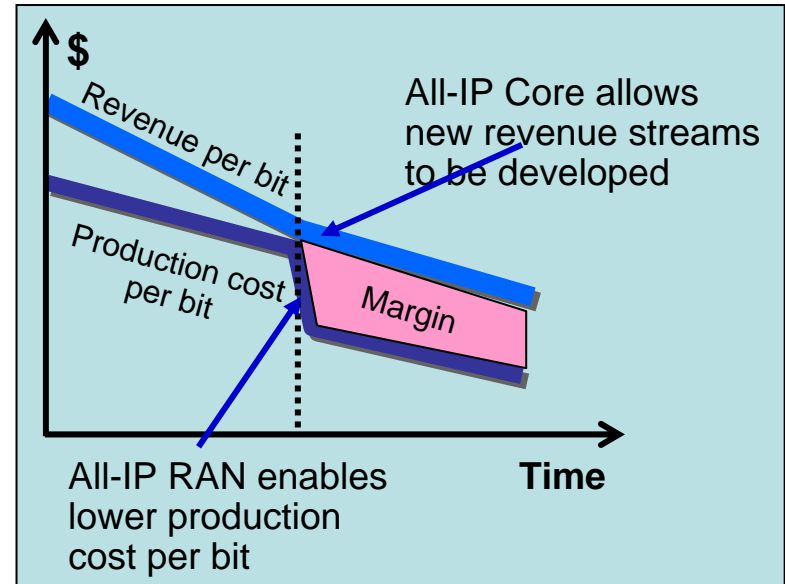 $
Revenue per bit
All-IP Core allows
new revenue streams
to be developed
Production cost
per bit
Margin
All-IP RAN enables
lower production
cost per bit
Time